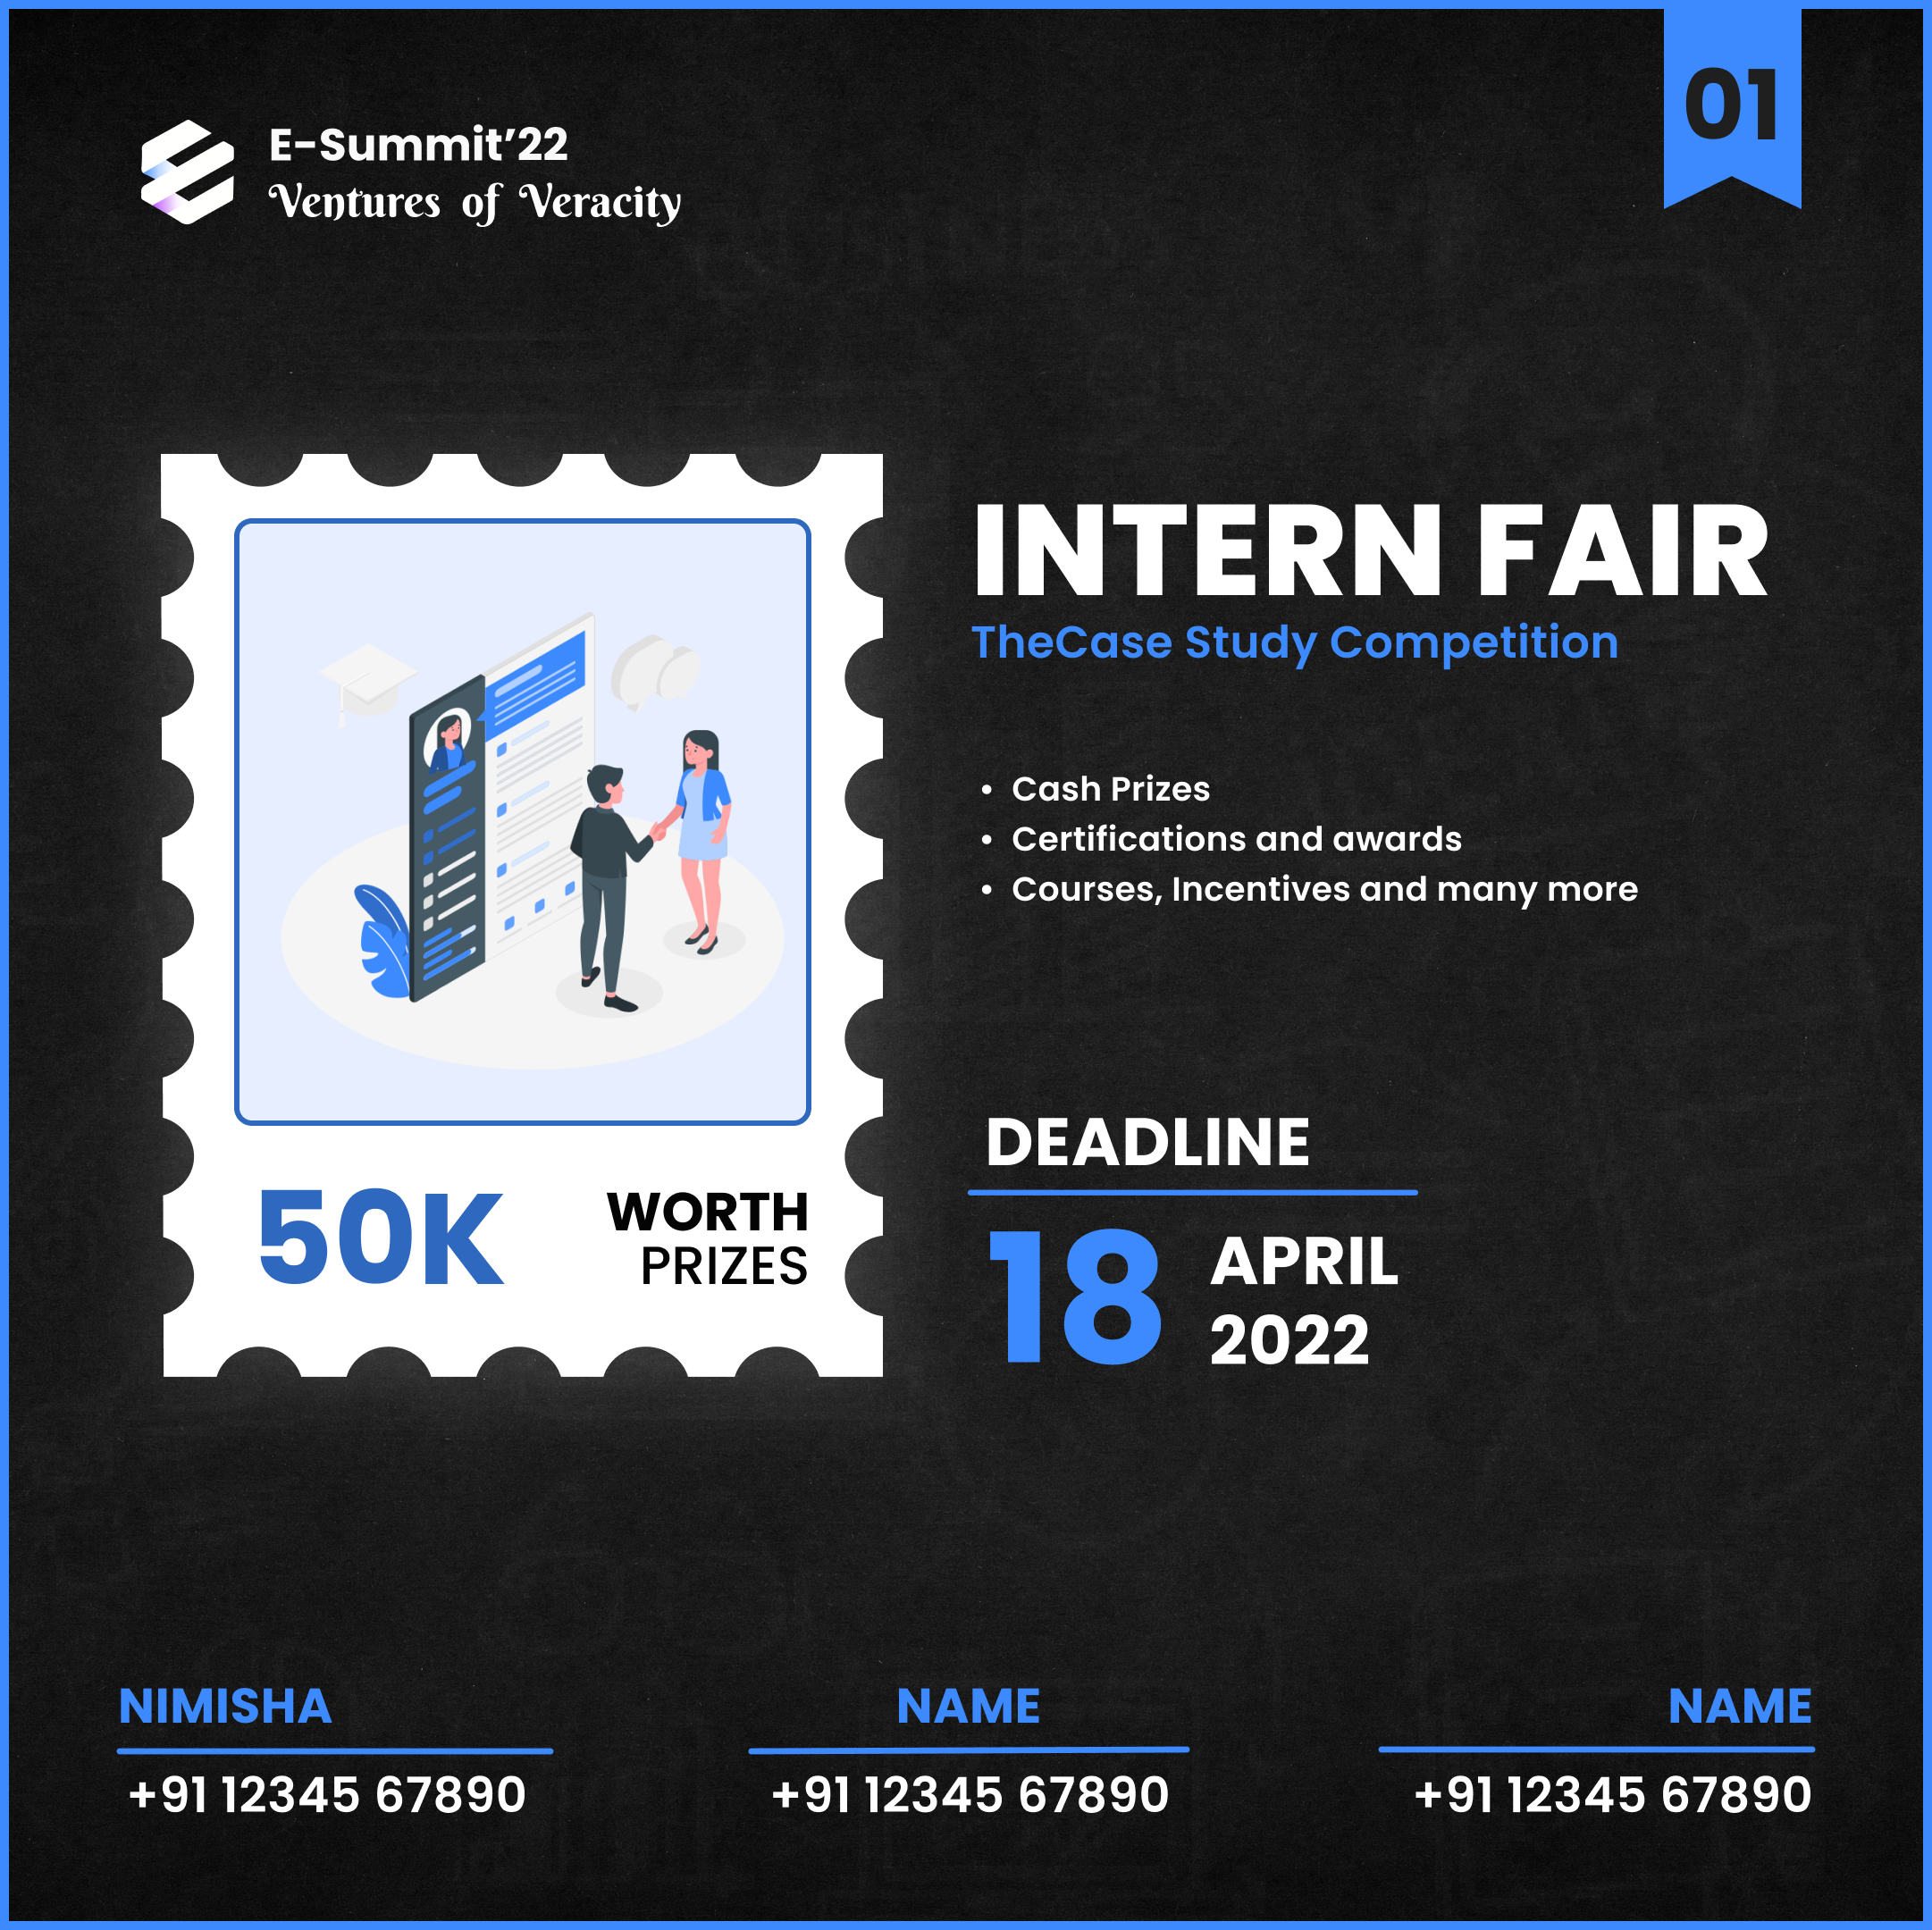 E-Summit’22
Ventures of Veracity
01
INTERN FAIR
TheCase Study Competition
• Cash Prizes
• Certifications and awards
• Courses, Incentives and many more
50K
WORTH
PRIZES
DEADLINE
18
APRIL
2022
NIMISHA
+91 12345 67890
NAME
+91 12345 67890
NAME
+91 12345 67890